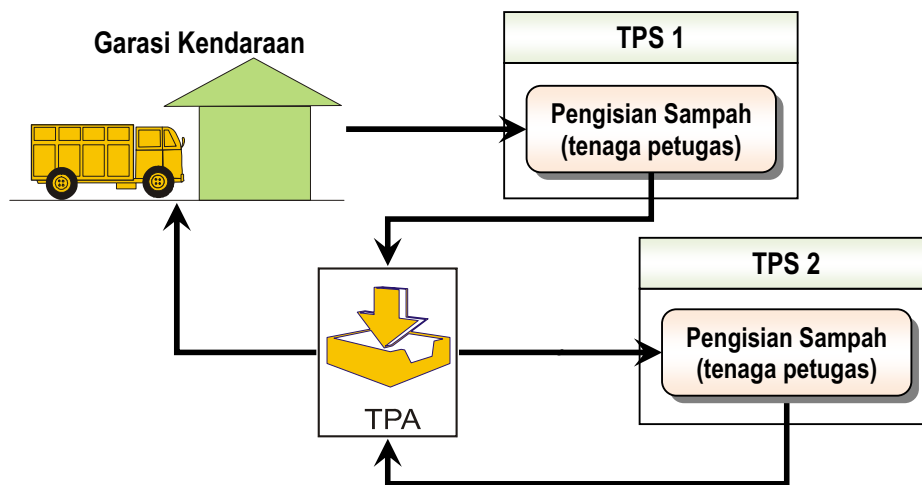 Garasi Kendaraan
TPS 1
Pengisian Sampah
(tenaga petugas)
TPS 2
Pengisian Sampah
(tenaga petugas)
TPA